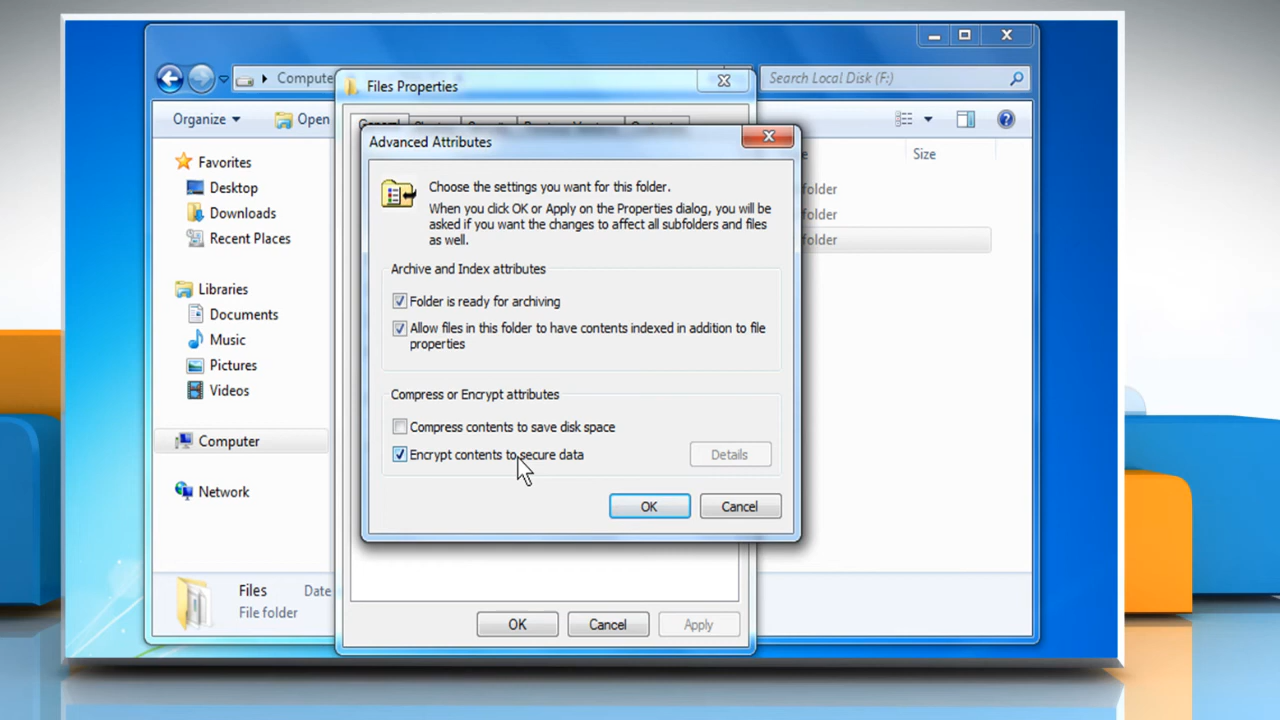 Compute
Search Local Disk (F:)
Files Properties
Organize
Open
General
Advanced Attributes
Size
Favorites
Desktop
Downloads
Recent Places
Libraries
Documents
Music
Pictures
Videos
Computer
Network
folder
folder
folder
Choose the settings you want for this folder.
When you click OK or Apply on the Properties dialog, you will be
asked if you want the changes to affect all subfolders and files
as well.
Archive and Index attributes
Folder is ready for archiving
Allow files in this folder to have contents indexed in addition to file
properties
Compress or Encrypt attributes
Compress contents to save disk space
Encrypt contents to secure data
Details
OK
Cancel
Files
Date
File folder
OK
Cancel
Apply